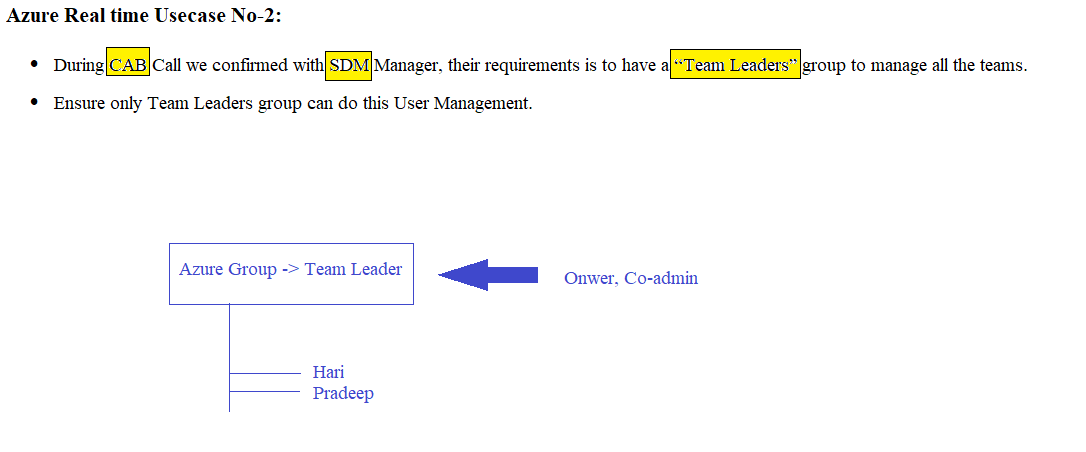 Azure Real time Usecase No-2:
• During CAB Call we confirmed with SDM Manager, their requirements is to have a “Team Leaders” group to manage all the teams.
• Ensure only Team Leaders group can do this User Management.
Azure Group -> Team Leader
Onwer, Co-admin
Hari
Pradeep